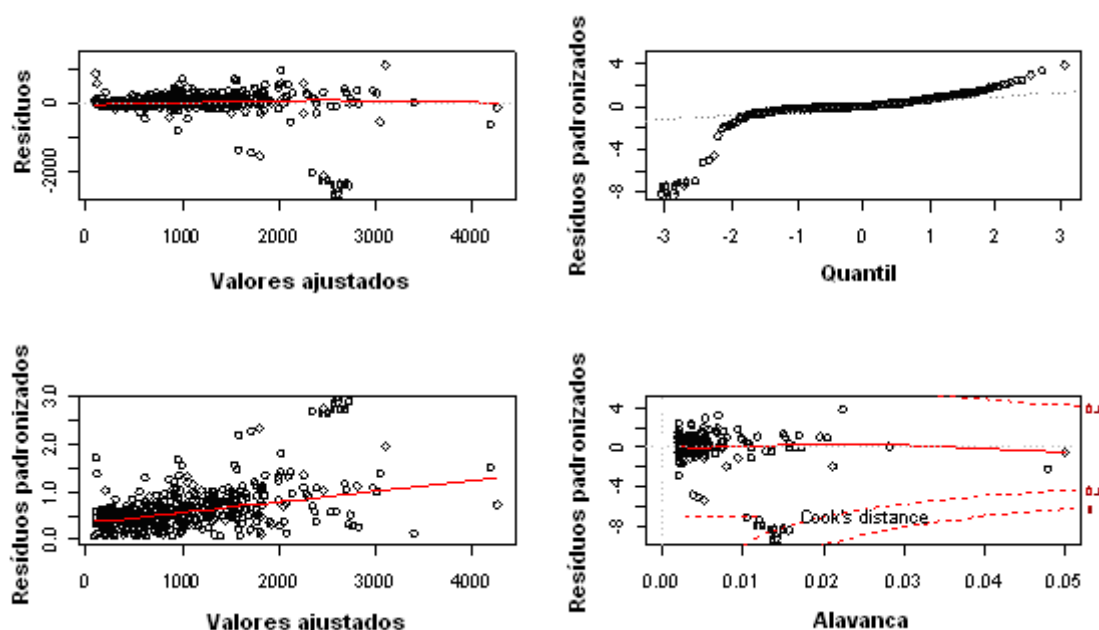 Resíduos
0
-2000
0 1000 2000 3000 4000
Valores ajustados
Resíduos padronizados
4
0
-4
-8
-3 -2 -1 0 1 2 3
Quantil
Resíduos padronizados
3.0
2.0
1.0
0.0
0 1000 2000 3000 4000
Valores ajustados
Resíduos padronizados
4
0
-4
-8
Cook's distance
0.00 0.01 0.02 0.03 0.04 0.05
Alavanca